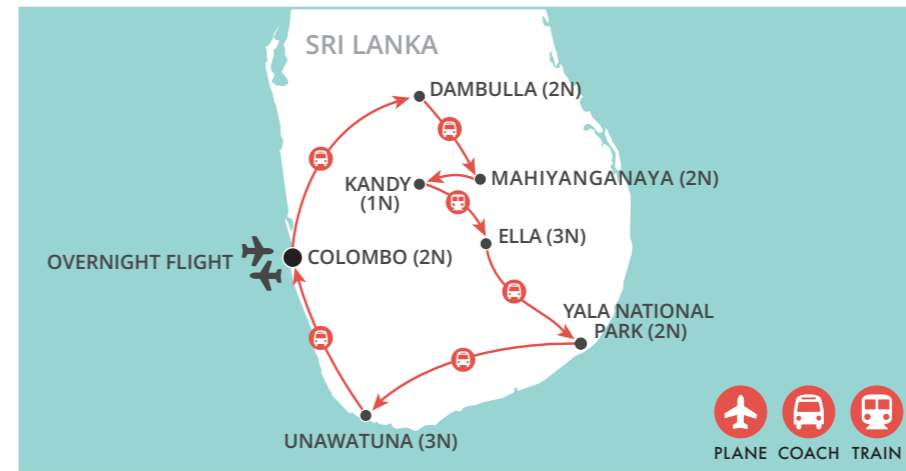 SRI LANKA
DAMBULLA (2N)
MAHIYANGANAYA (2N)
KANDY
(1N)
ELLA (3N)
OVERNIGHT FLIGHT
COLOMBO (2N)
YALA NATIONAL
PARK (2N)
UNAWATUNA (3N)
PLANE COACH TRAIN